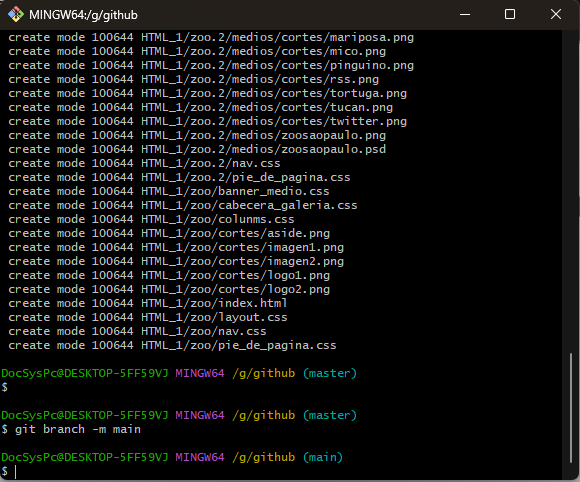 MINGW64:/g/github
create mode 100644 HTML_1/zoo.2/medios/cortes/mariposa.png
create mode 100644 HTML_1/zoo.2/medios/cortes/mico.png
create mode 100644 HTML_1/zoo.2/medios/cortes/pinguino.png
create mode 100644 HTML_1/zoo.2/medios/cortes/rss.png
create mode 100644 HTML_1/zoo.2/medios/cortes/tortuga.png
create mode 100644 HTML_1/zoo.2/medios/cortes/tucan.png
create mode 100644 HTML_1/zoo.2/medios/cortes/twitter.png
create mode 100644 HTML_1/zoo.2/medios/zoosaopaulo.png
create mode 100644 HTML_1/zoo.2/medios/zoosaopaulo.psd
create mode 100644 HTML_1/zoo.2/nav.css
create mode 100644 HTML_1/zoo.2/pie_de_pagina.css
create mode 100644 HTML_1/zoo/banner_medio.css
create mode 100644 HTML_1/zoo/cabecera_galeria.css
create mode 100644 HTML_1/zoo/colunms.css
create mode 100644 HTML_1/zoo/cortes/aside.png
create mode 100644 HTML_1/zoo/cortes/imagen1.png
create mode 100644 HTML_1/zoo/cortes/imagen2.png
create mode 100644 HTML_1/zoo/cortes/logo1.png
create mode 100644 HTML_1/zoo/cortes/logo2.png
create mode 100644 HTML_1/zoo/index.html
create mode 100644 HTML_1/zoo/layout.css
create mode 100644 HTML_1/zoo/nav.css
create mode 100644 HTML_1/zoo/pie_de_pagina.css
DocSysPc@DESKTOP-5FF59VJ MINGW64 /g/github (master)
$
DocSysPc@DESKTOP-5FF59VJ MINGW64 /g/github (master)
$ git branch -m main
DocSysPc@DESKTOP-5FF59VJ MINGW64 /g/github (main)
$